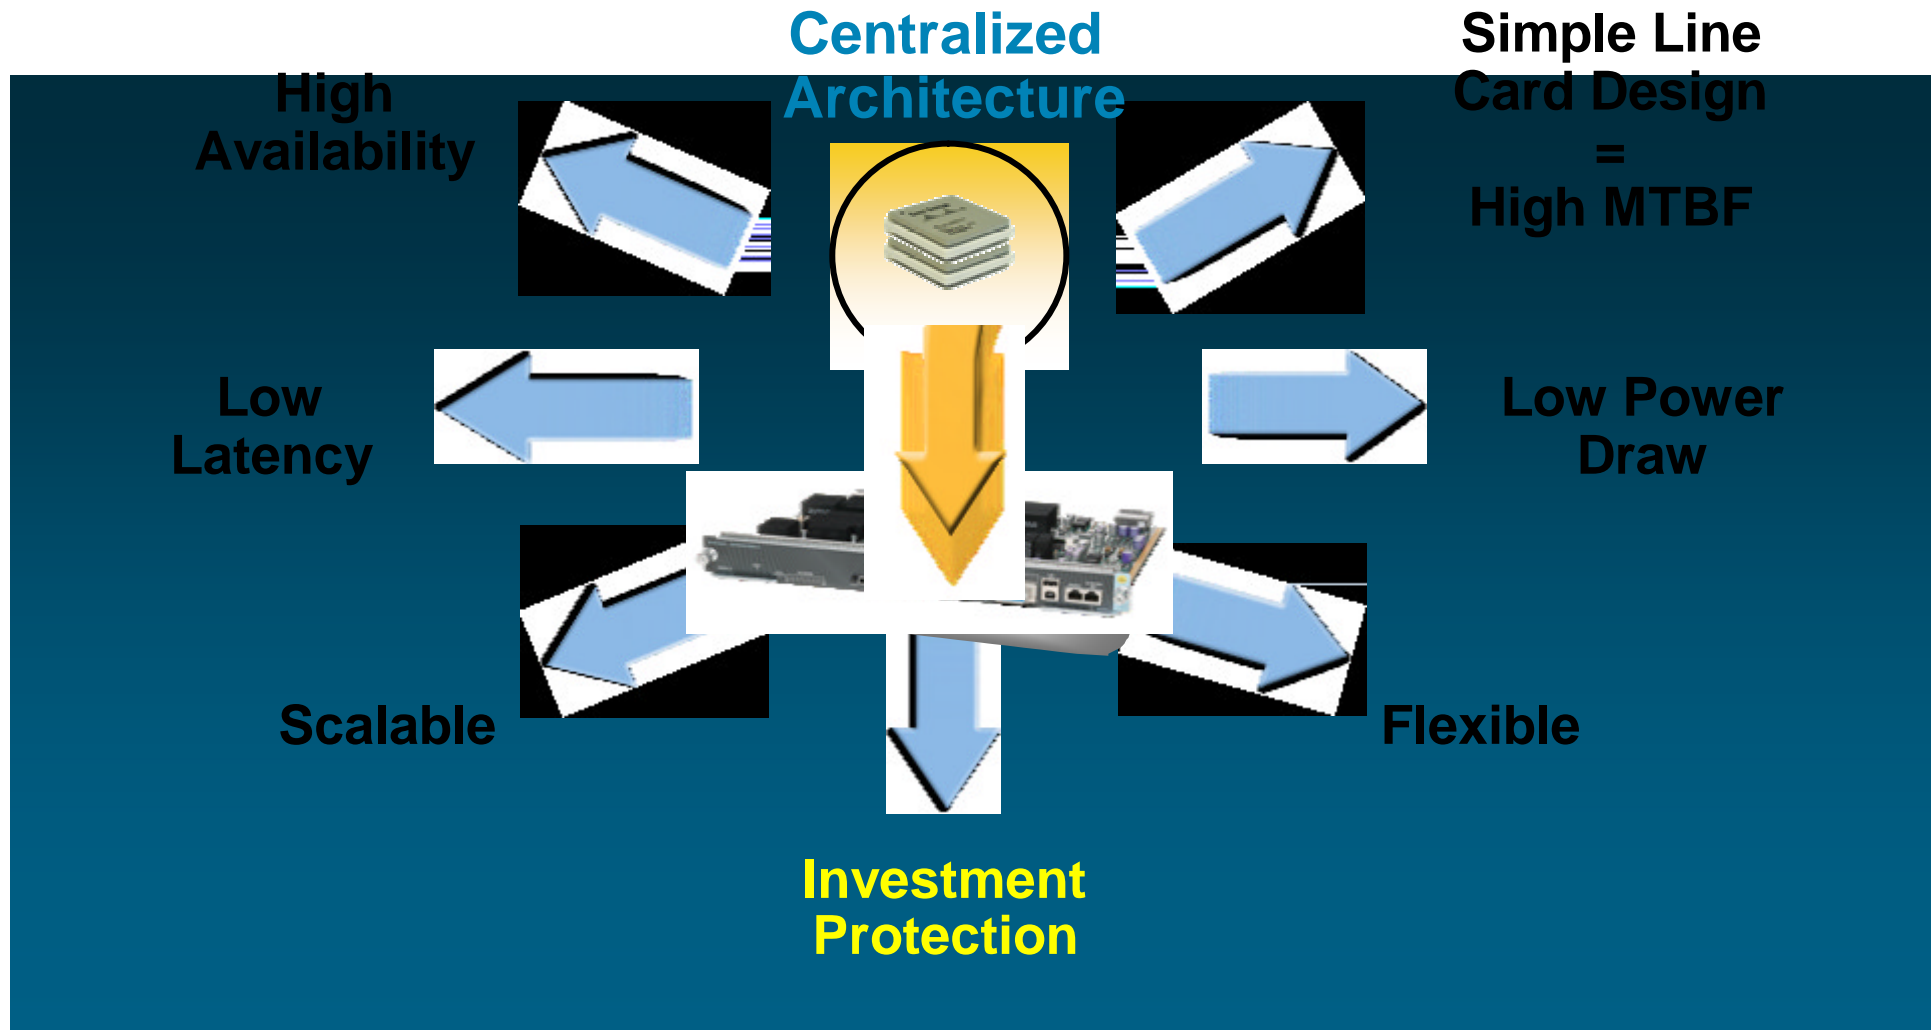 Centralized
Architecture
Simple Line
Card Design
=
High MTBF
High
Availability
Low
Latency
Low Power
Draw
Scalable
Flexible
Investment
Protection